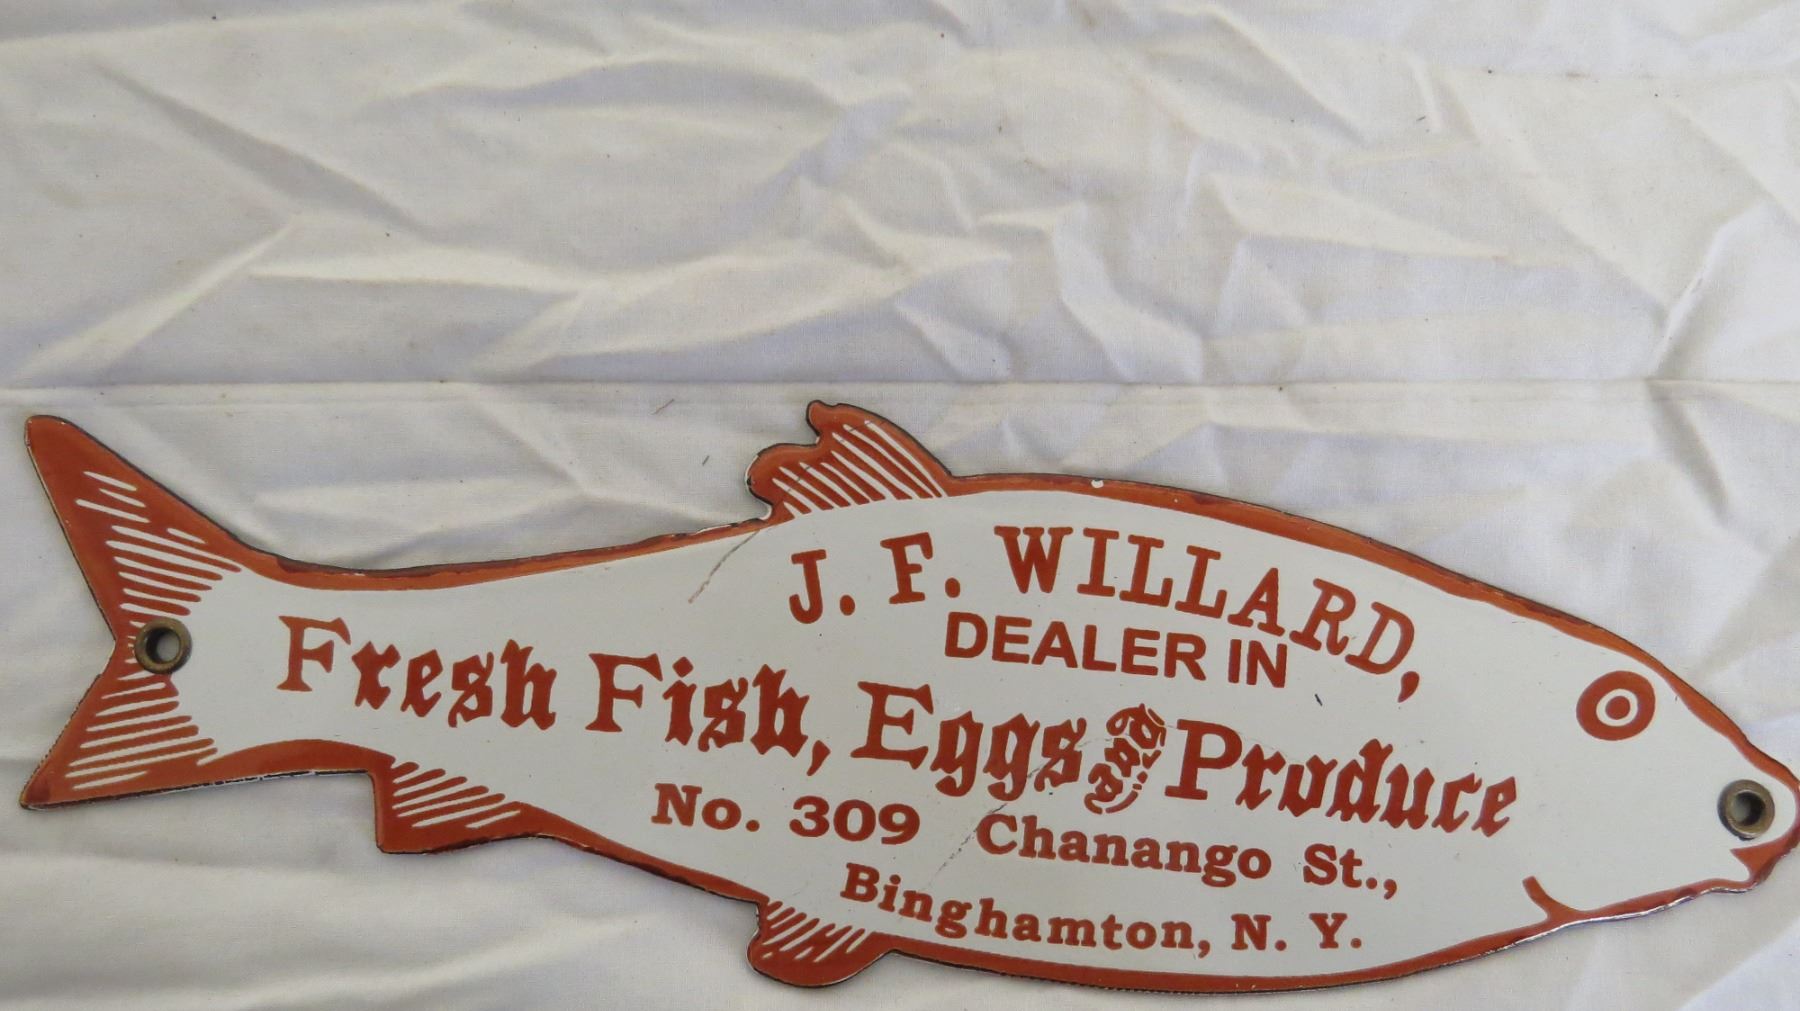 J. F. WILLARD,
DEALER IN
Fresh Fish, Eggs and Produce
No. 309 Chanango St.,
Binghamton, N. Y.